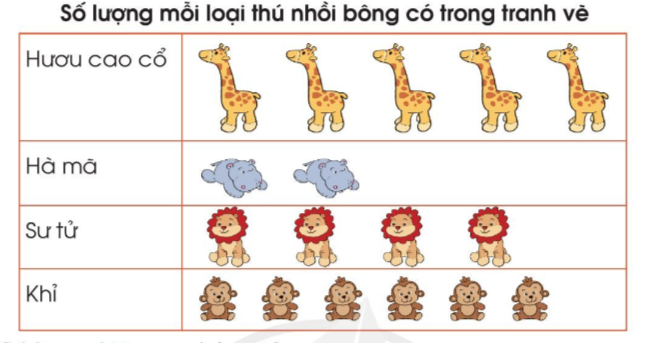 Số lượng mỗi loại thú nhồi bông có trong tranh vẽ
Hươu cao cổ
Hà mã
Sư tử
Khỉ